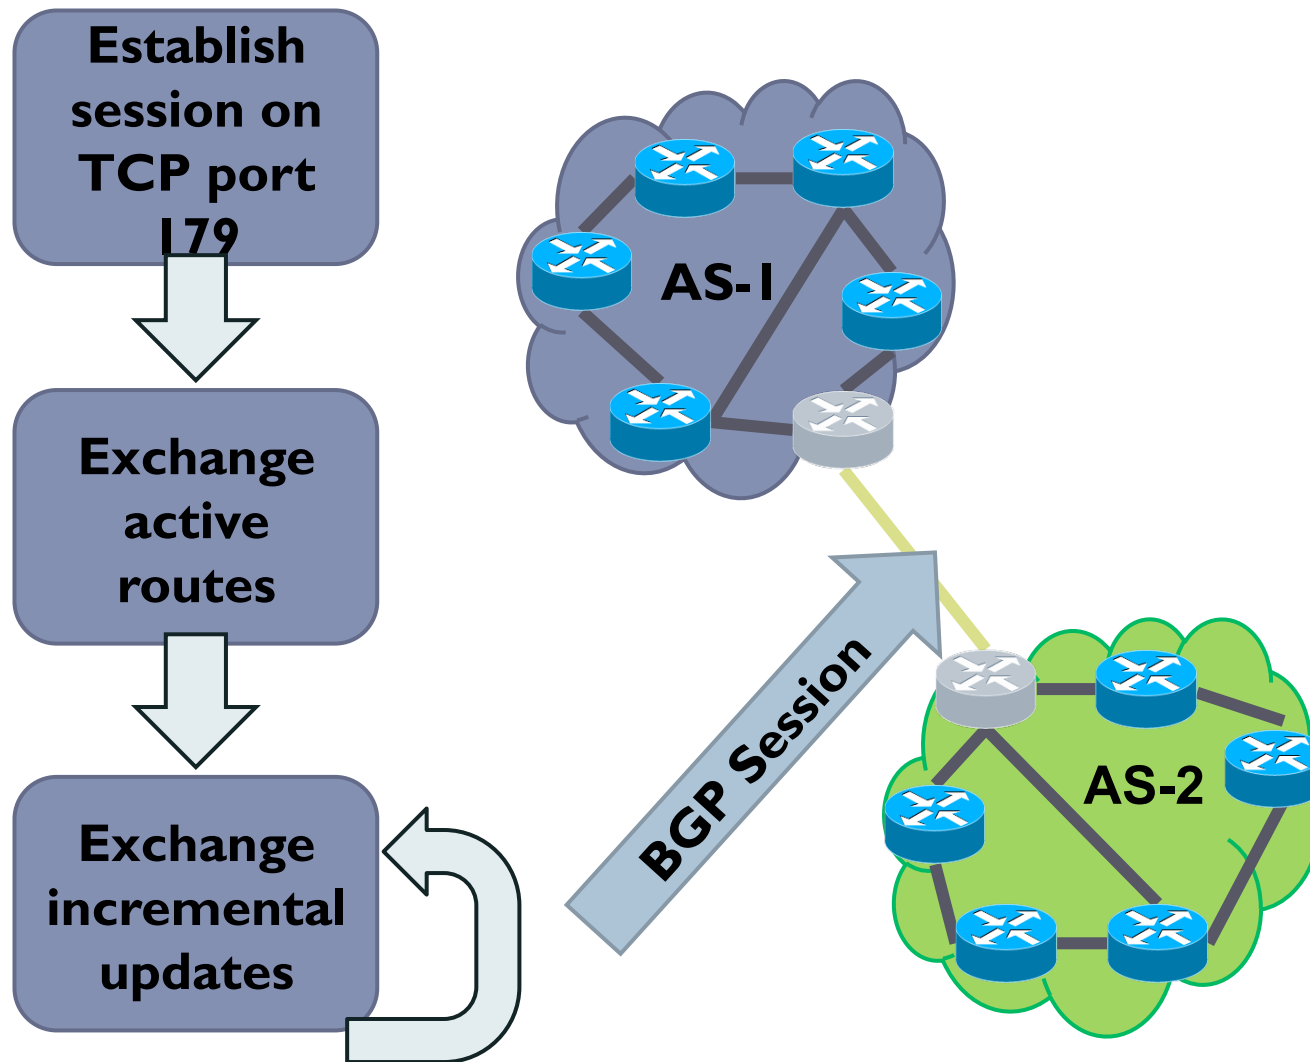 Establish
session on
TCP port
179
Exchange
active
routes
Exchange
incremental
updates
AS-1
BGP Session
AS-2